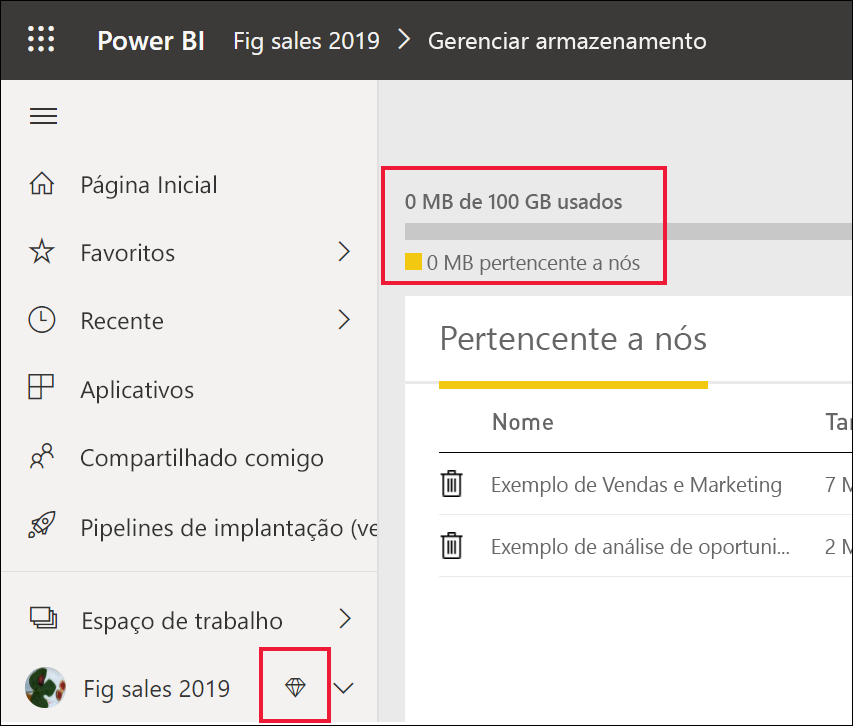 Power BI Fig sales 2019 > Gerenciar armazenamento
Página Inicial
Favoritos
Recente
Aplicativos
Compartilhado comigo
Pipelines de implantação (ve
Espaço de trabalho
Fig sales 2019
0 MB de 100 GB usados
0 MB pertencente a nós
Pertencente a nós
Nome Tar
Exemplo de Vendas e Marketing 7 M
Exemplo de análise de oportuni... 2 M